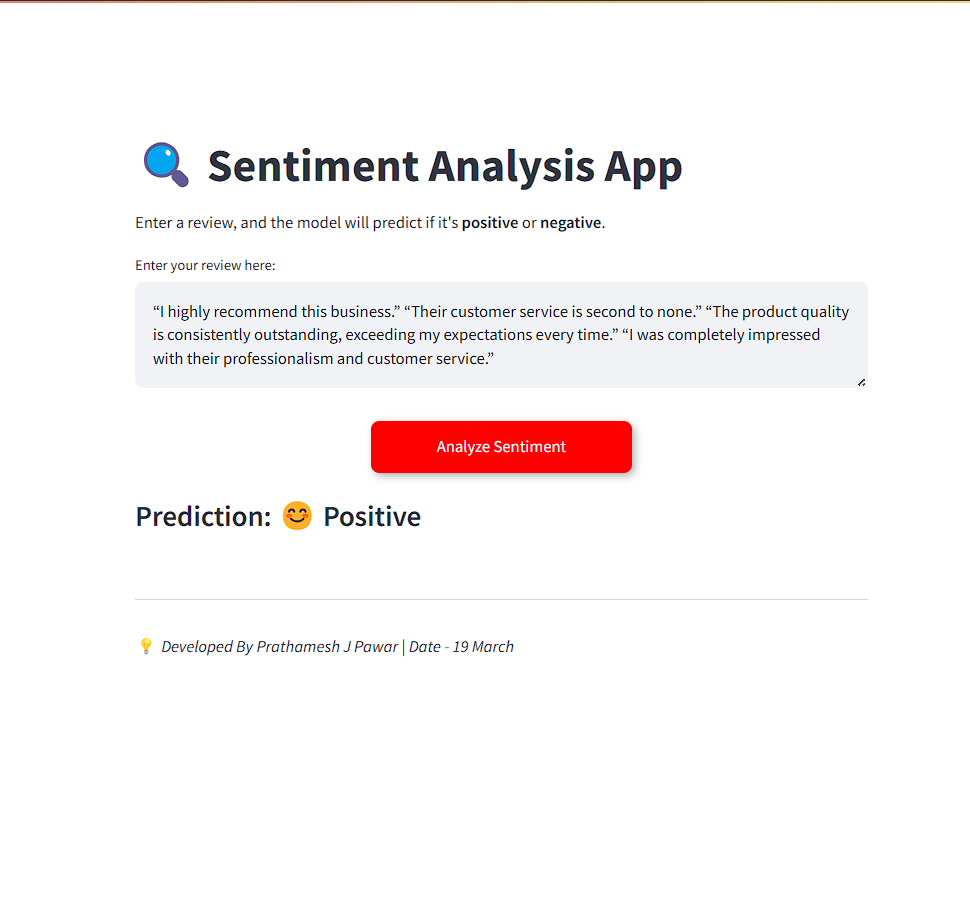 🔍 Sentiment Analysis App
Enter a review, and the model will predict if it's positive or negative.
Enter your review here:
“I highly recommend this business.” “Their customer service is second to none.” “The product quality
is consistently outstanding, exceeding my expectations every time.” “I was completely impressed
with their professionalism and customer service.”
Analyze Sentiment
Prediction: 😊 Positive
💡 Developed By Prathamesh J Pawar | Date - 19 March